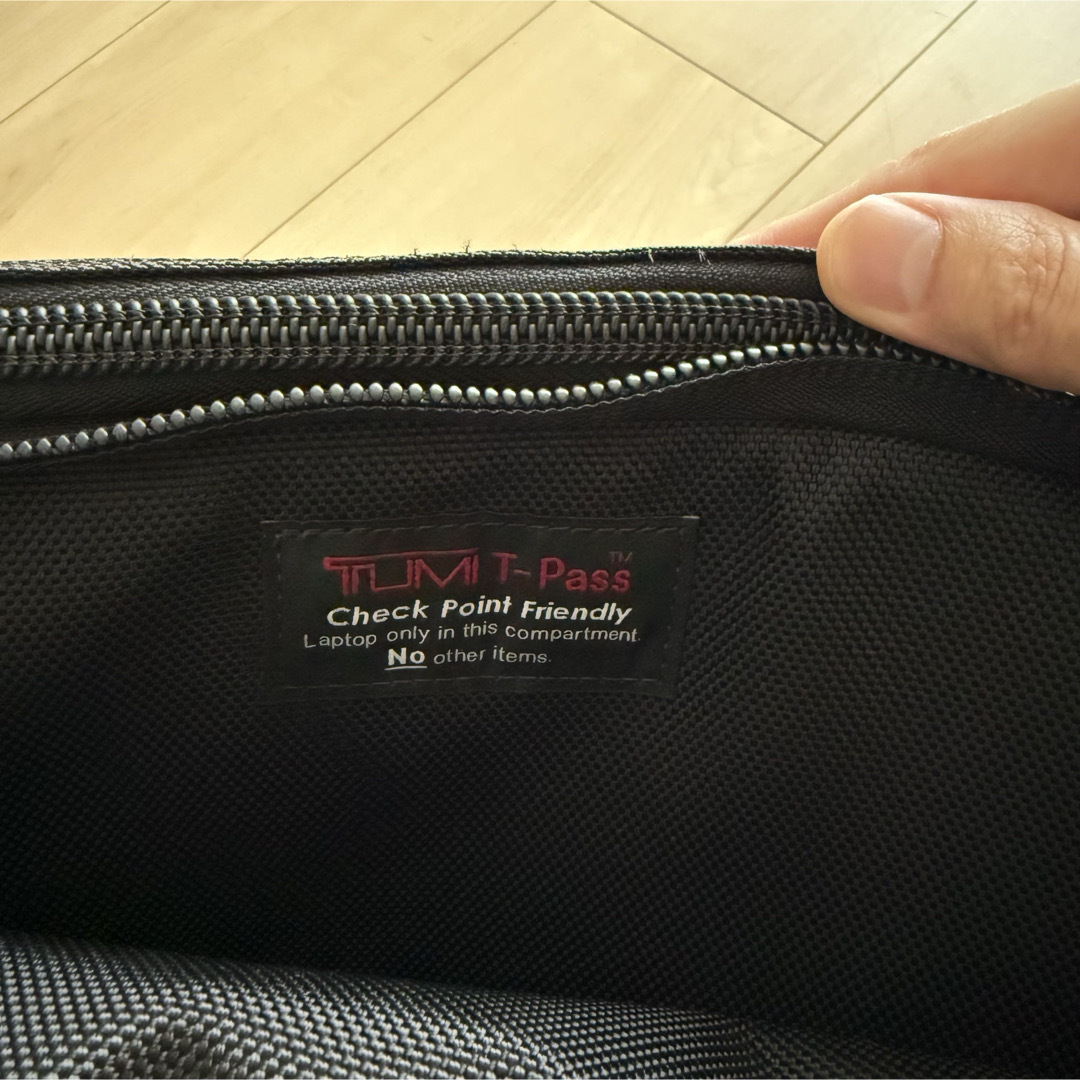 TUMI T-Pass™
Check Point Friendly
Laptop only in this compartment.
No other items.